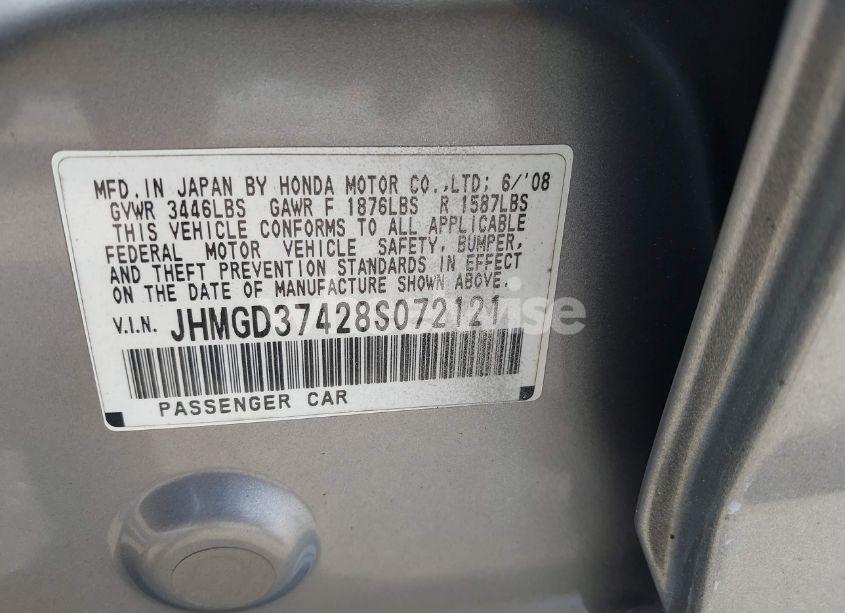 MFD. IN JAPAN BY HONDA MOTOR CO.,LTD; 6/'08
GVWR 3446LBS GAWR F 1876LBS R 1587LBS
THIS VEHICLE CONFORMS TO ALL APPLICABLE
FEDERAL MOTOR VEHICLE SAFETY, BUMPER,
AND THEFT PREVENTION STANDARDS IN EFFECT
ON THE DATE OF MANUFACTURE SHOWN ABOVE.
V.I.N. JHMGD37428S072121
PASSENGER CAR